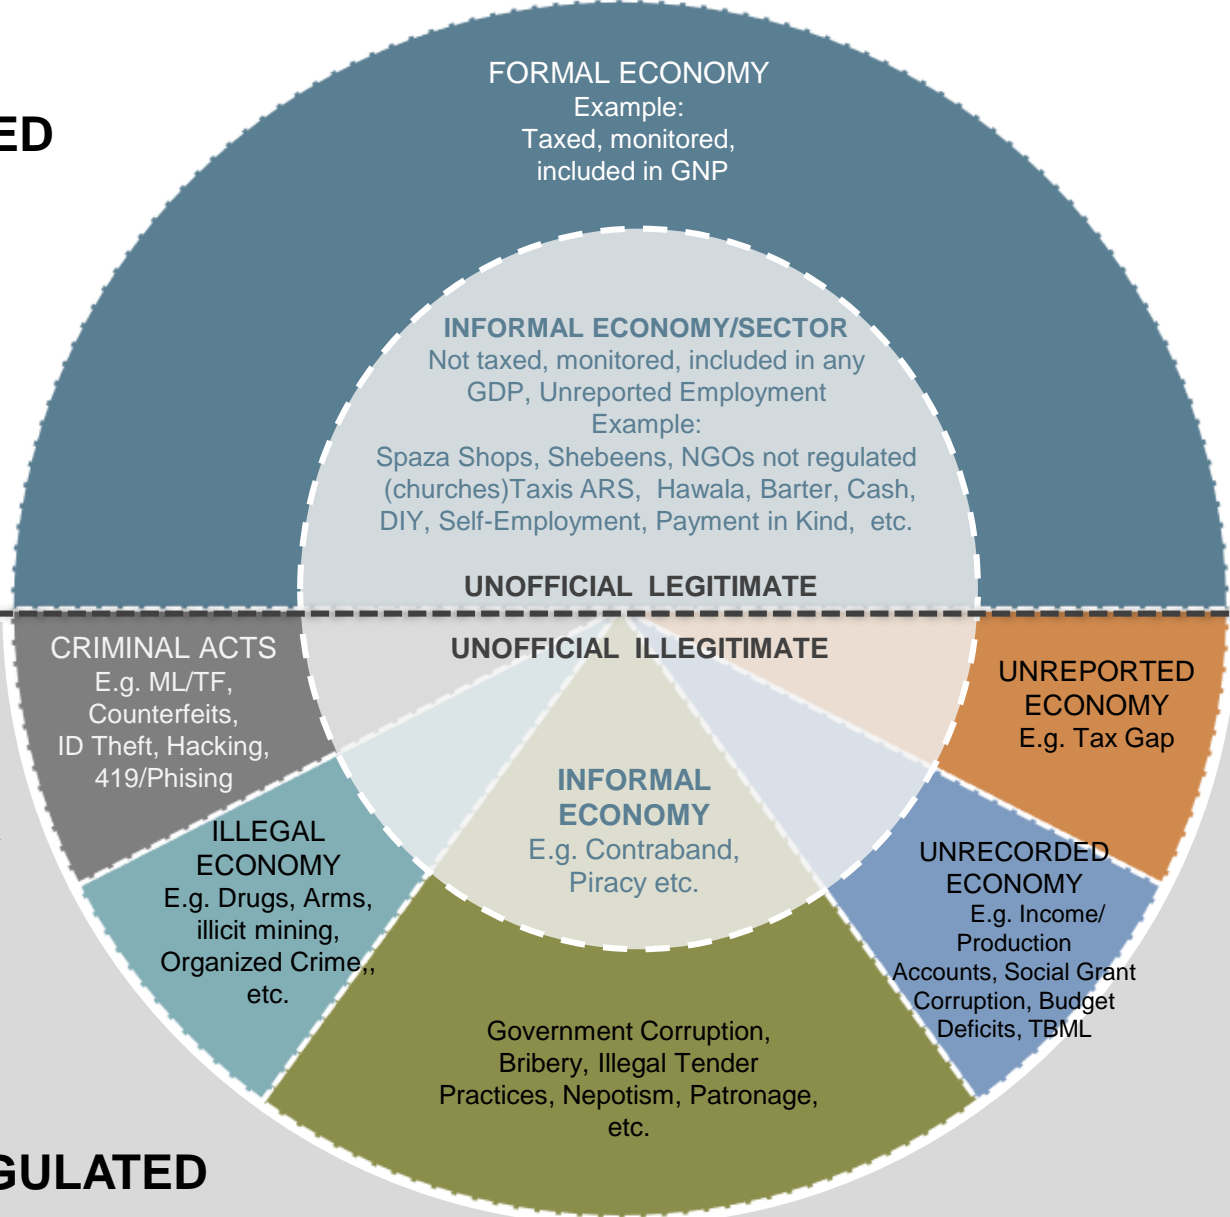 FORMAL ECONOMY
Example:
Taxed, monitored,
included in GNP
ED
INFORMAL ECONOMY/SECTOR
Not taxed, monitored, included in any
GDP, Unreported Employment
Example:
Spaza Shops, Shebeens, NGOs not regulated
(churches)Taxis ARS, Hawala, Barter, Cash,
DIY, Self-Employment, Payment in Kind, etc.
UNOFFICIAL LEGITIMATE
UNOFFICIAL ILLEGITIMATE
CRIMINAL ACTS
E.g. ML/TF,
Counterfeits,
ID Theft, Hacking,
419/Phising
ILLEGAL
ECONOMY
E.g. Drugs, Arms,
illicit mining,
Organized Crime,,
etc.
INFORMAL
ECONOMY
E.g. Contraband,
Piracy etc.
Government Corruption,
Bribery, Illegal Tender
Practices, Nepotism, Patronage,
etc.
UNREPORTED
ECONOMY
E.g. Tax Gap
UNRECORDED
ECONOMY
E.g. Income/
Production
Accounts, Social Grant
Corruption, Budget
Deficits, TBML
GULATED